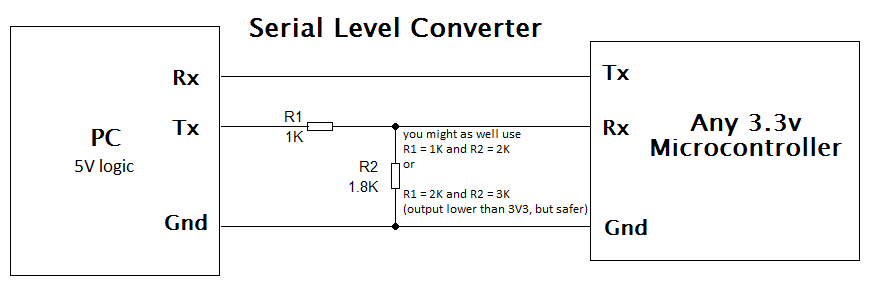 Serial Level Converter
Rx
Tx
PC
5V logic
Gnd
R1
1K
R2
1.8K
you might as well use
R1 = 1K and R2 = 2K
or
R1 = 2K and R2 = 3K
(output lower than 3V3, but safer)
Tx
Rx
Any 3.3v
Microcontroller
Gnd